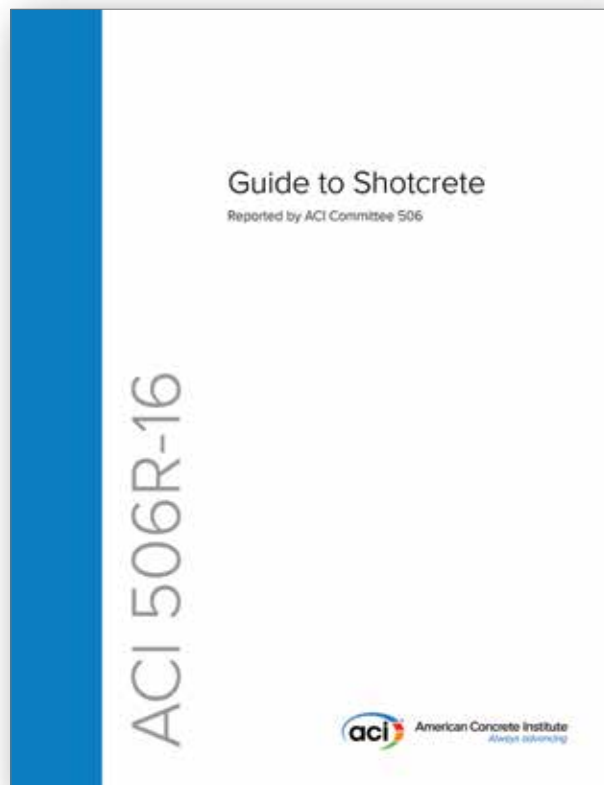 Guide to Shotcrete
Reported by ACI Committee 506
ACI 506R-16
aci American Concrete Institute
Always advancing